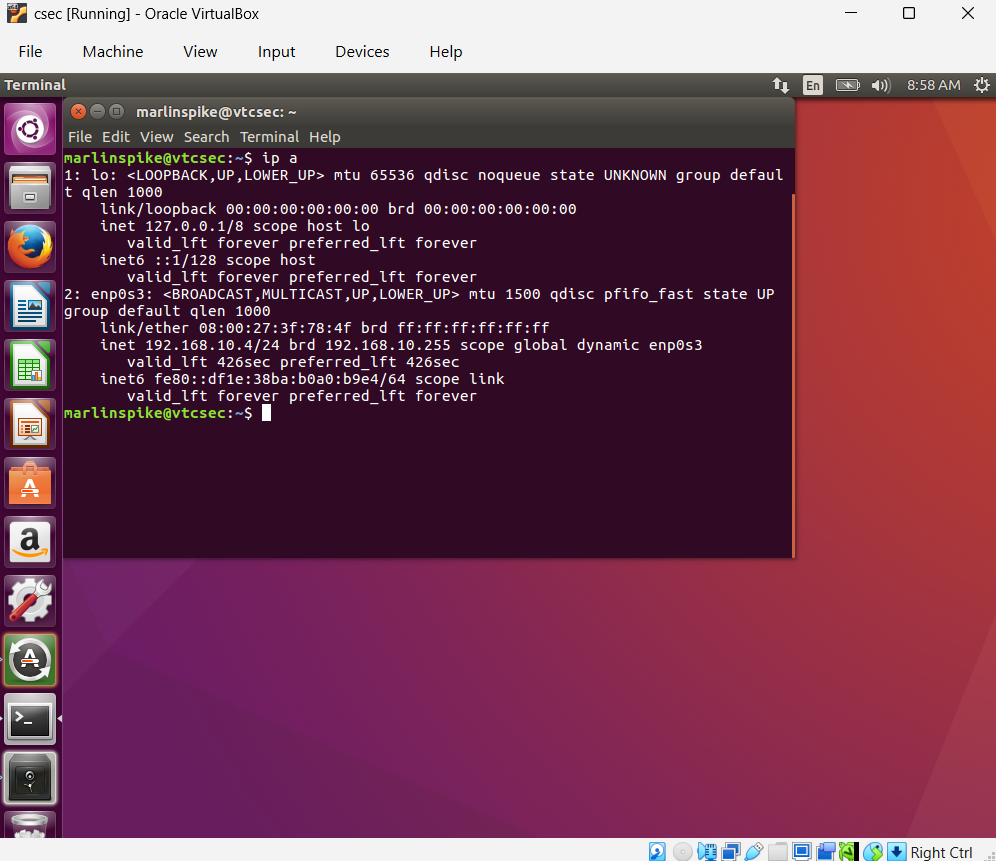 csec [Running] - Oracle VirtualBox
File Machine View Input Devices Help
Terminal En 8:58 AM
marlinspike@vtcsec: ~
File Edit View Search Terminal Help
marlinspike@vtcsec:~$ ip a
1: lo: <LOOPBACK,UP,LOWER_UP> mtu 65536 qdisc noqueue state UNKNOWN group defaul
t qlen 1000
    link/loopback 00:00:00:00:00:00 brd 00:00:00:00:00:00
    inet 127.0.0.1/8 scope host lo
       valid_lft forever preferred_lft forever
    inet6 ::1/128 scope host
       valid_lft forever preferred_lft forever
2: enp0s3: <BROADCAST,MULTICAST,UP,LOWER_UP> mtu 1500 qdisc pfifo_fast state UP
group default qlen 1000
    link/ether 08:00:27:3f:78:4f brd ff:ff:ff:ff:ff:ff
    inet 192.168.10.4/24 brd 192.168.10.255 scope global dynamic enp0s3
       valid_lft 426sec preferred_lft 426sec
    inet6 fe80::df1e:38ba:b0a0:b9e4/64 scope link
       valid_lft forever preferred_lft forever
marlinspike@vtcsec:~$
Right Ctrl